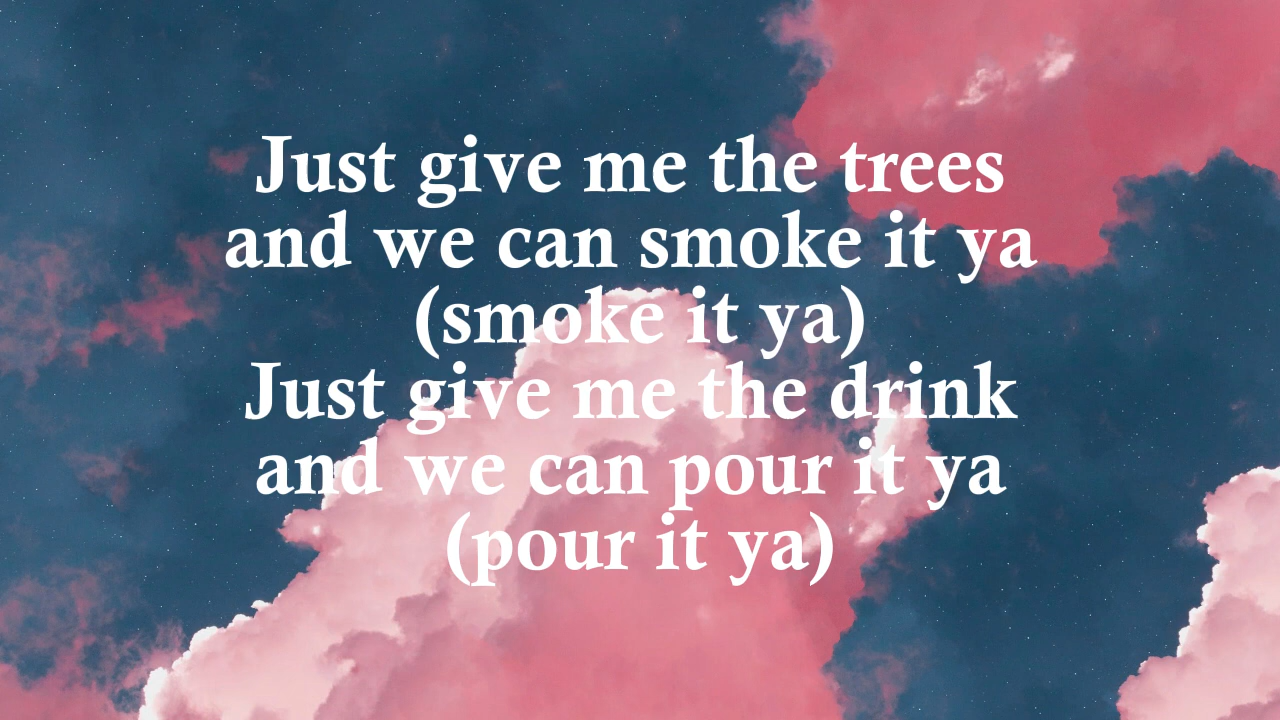 Just give me the trees
and we can smoke it ya
(smoke it ya)
Just give me the drink
and we can pour it ya
(pour it ya)